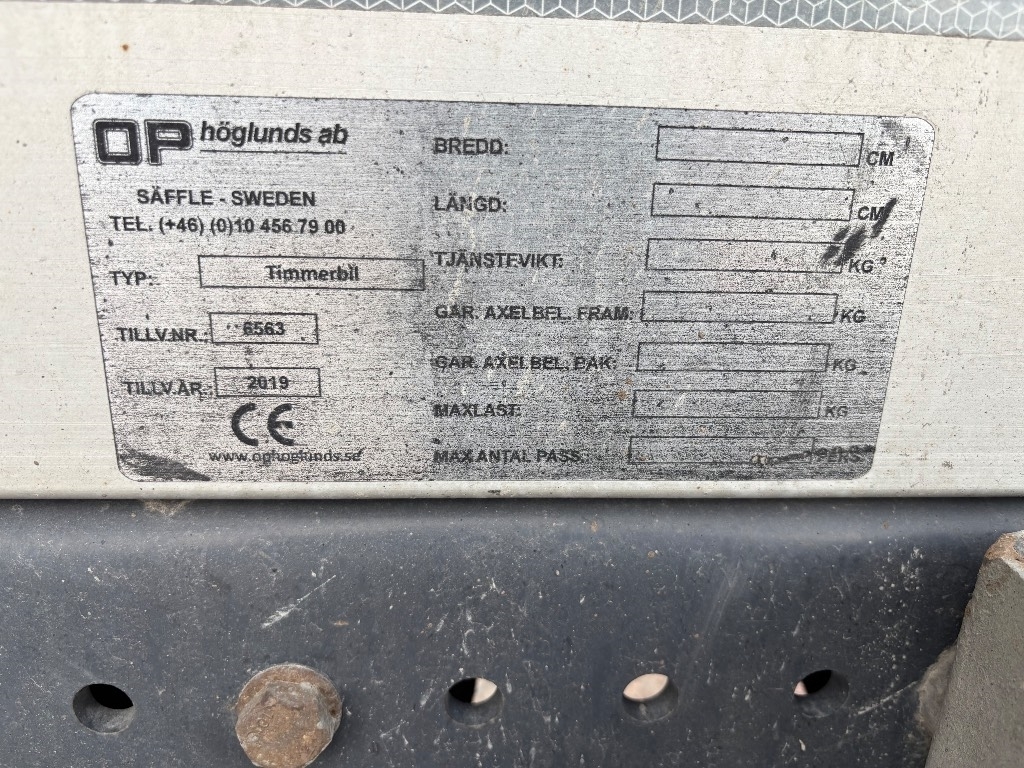 OP höglunds ab
SÄFFLE - SWEDEN
TEL. (+46) (0)10 456 79 00
TYP: Timmerbil
TILLV.NR.: 6563
TILLV.ÅR.: 2019
CE
www.ophoglunds.se
BREDD: CM
LÄNGD: CM
TJÄNSTEVIKT: KG
GAR. AXELBEL. FRAM: KG
GAR. AXELBEL. BAK: KG
MAXLAST: KG
MAX ANTAL PASS.: PERS